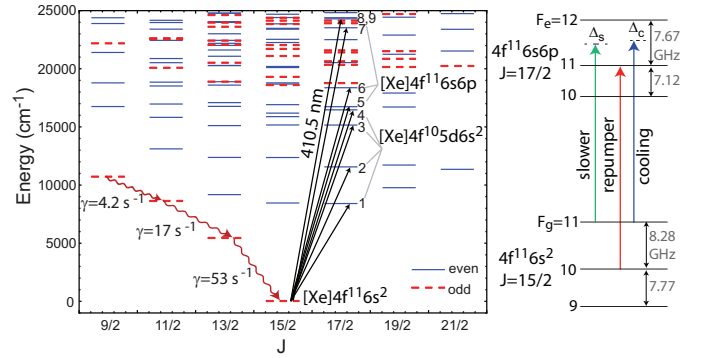 Energy (cm⁻¹)
25000
20000
15000
10000
5000
0
410.5 nm
8,9
7
6
5
4
3
2
1
[Xe]4f¹¹6s6p
[Xe]4f¹⁰5d6s²
[Xe]4f¹¹6s²
γ=4.2 s⁻¹
γ=17 s⁻¹
γ=53 s⁻¹
even
odd
9/2 11/2 13/2 15/2 17/2 19/2 21/2
J
Fₑ=12
Δₛ
Δ_c
7.67
GHz
4f¹¹6s6p
J=17/2
11
7.12
10
slower
repumper
cooling
F_g=11
8.28
GHz
4f¹¹6s²
J=15/2
10
7.77
9